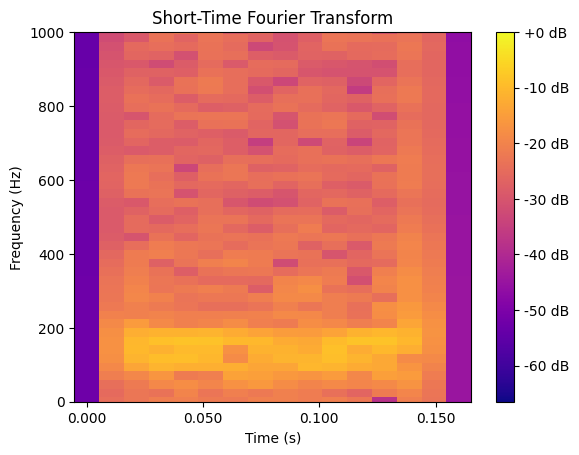 Short-Time Fourier Transform
1000
800
600
400
200
0
Frequency (Hz)
0.000
0.050
0.100
0.150
Time (s)
+0 dB
-10 dB
-20 dB
-30 dB
-40 dB
-50 dB
-60 dB